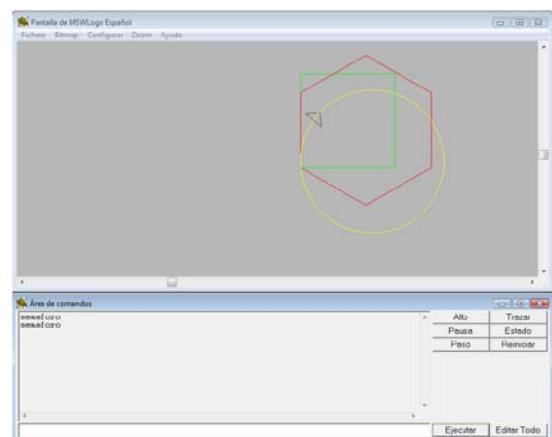 Pantalla de MSWLogo Español
Fichero Bitmap Configurar Zoom Ayuda
Área de comandos
semaforo
semaforo
Alto Trazar
Pausa Estado
Paso Reiniciar
Ejecutar Editar Todo